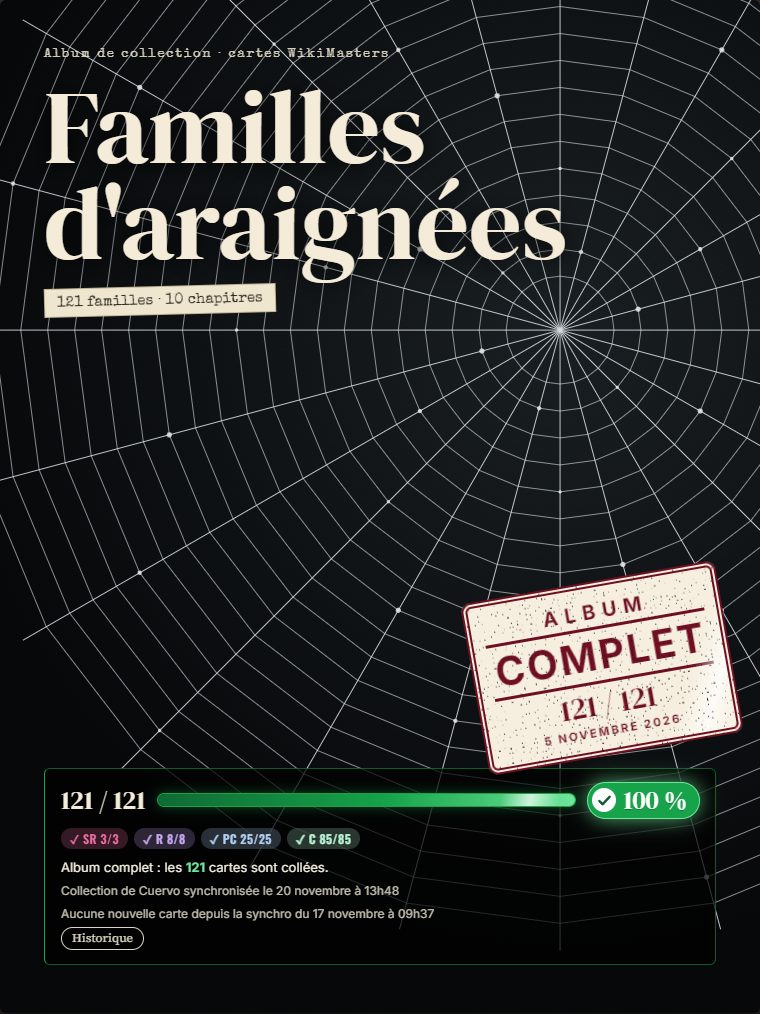 Album de collection · cartes WikiMasters
Familles
d'araignées
121 familles · 10 chapitres
ALBUM
COMPLET
121 / 121
5 NOVEMBRE 2026
121 / 121
100 %
✓ SR 3/3 ✓ R 8/8 ✓ PC 25/25 ✓ C 85/85
Album complet : les 121 cartes sont collées.
Collection de Cuervo synchronisée le 20 novembre à 13h48
Aucune nouvelle carte depuis la synchro du 17 novembre à 09h37
Historique